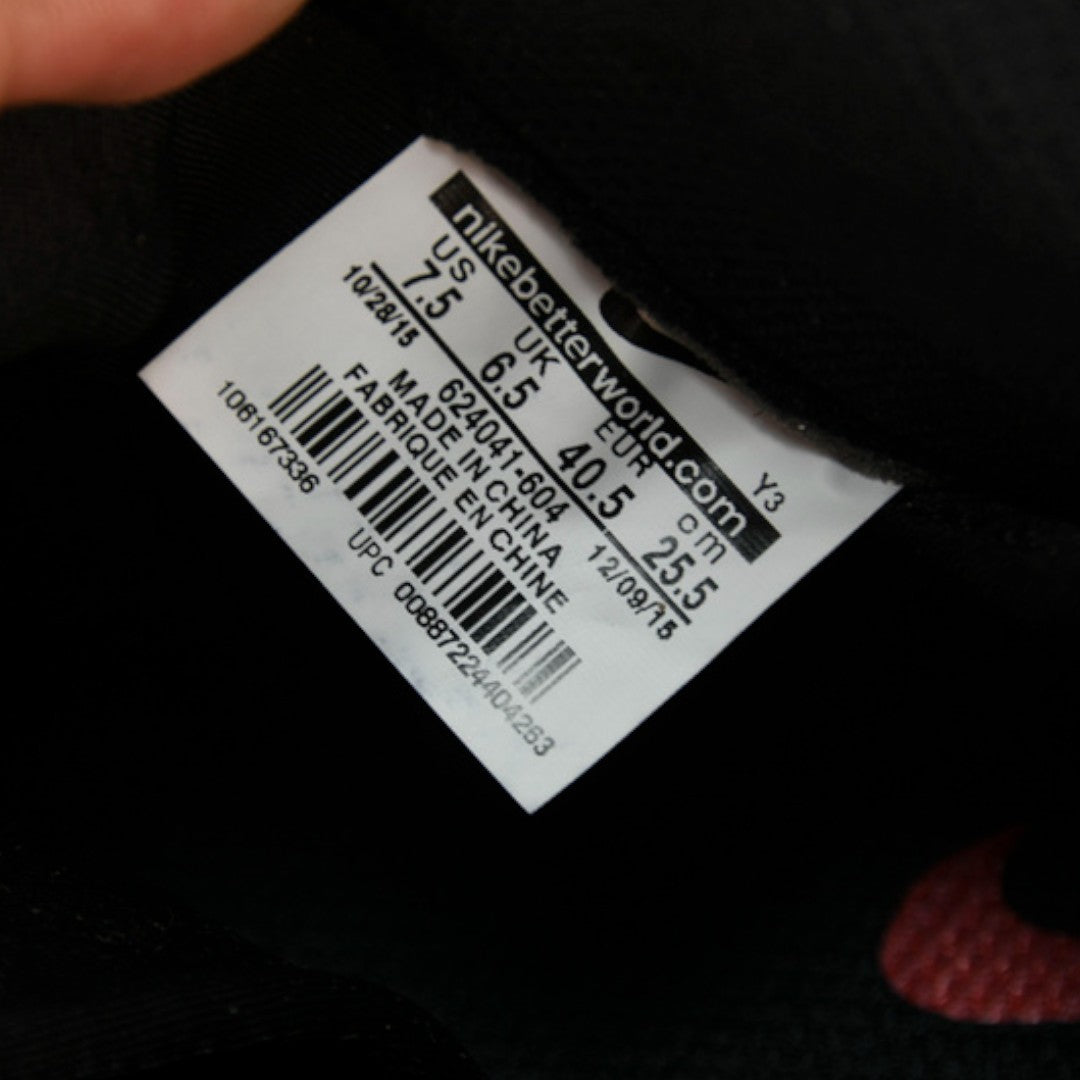 nikebetterworld.com
US UK EUR cm
7.5 6.5 40.5 25.5
10/28/15 12/09/15
Y3
624041-604
MADE IN CHINA
FABRIQUE EN CHINE
106167336
UPC 00887224404263